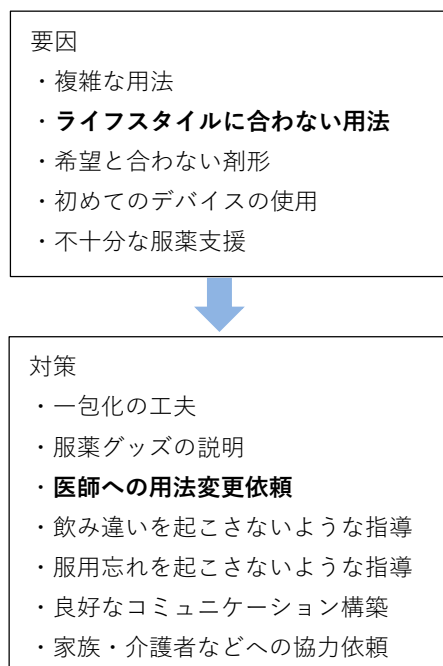 要因
・複雑な用法
・ライフスタイルに合わない用法
・希望と合わない剤形
・初めてのデバイスの使用
・不十分な服薬支援
対策
・一包化の工夫
・服薬グッズの説明
・医師への用法変更依頼
・飲み違いを起こさないような指導
・服用忘れを起こさないような指導
・良好なコミュニケーション構築
・家族・介護者などへの協力依頼